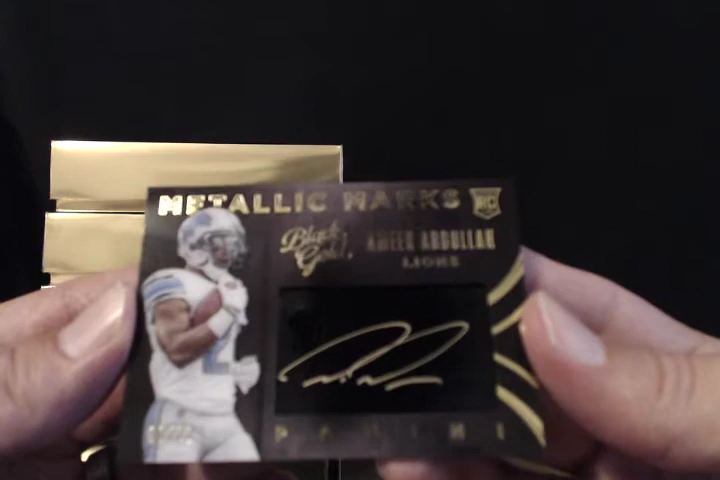 METALLIC MARKS RC
Black
Gold
AMEER ABDULLAH
LIONS
PANINI